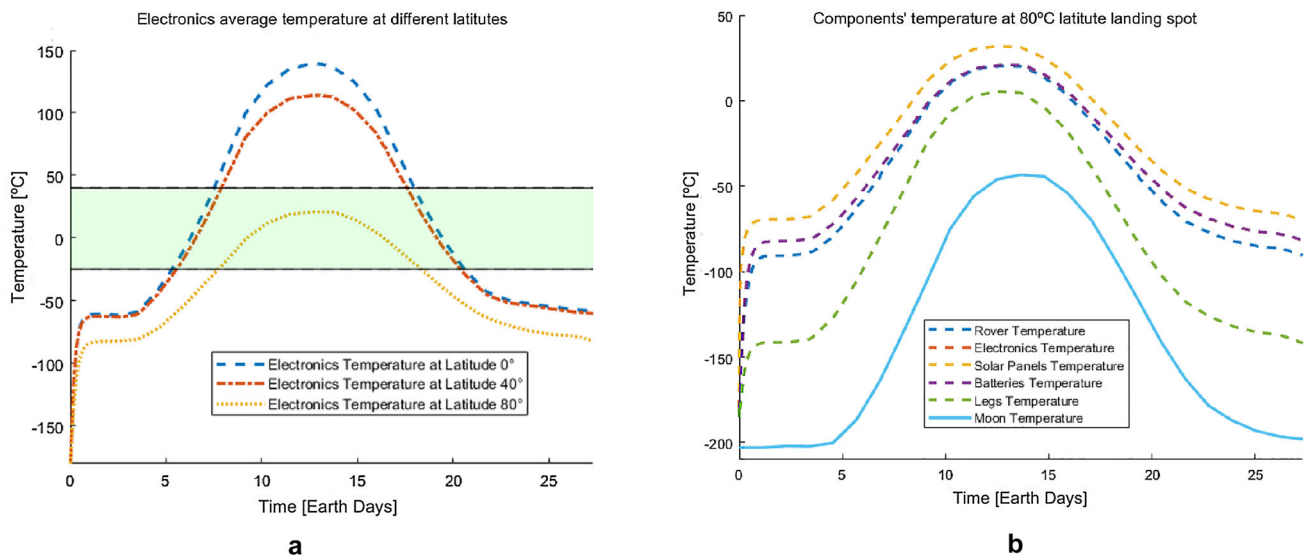 Electronics average temperature at different latitutes
150
100
50
0
-50
-100
-150
Temperature [ºC]
Electronics Temperature at Latitude 0°
Electronics Temperature at Latitude 40°
Electronics Temperature at Latitude 80°
0
5
10
15
20
25
Time [Earth Days]
a
Components' temperature at 80ºC latitute landing spot
50
0
-50
-100
-150
-200
Temperature [ºC]
Rover Temperature
Electronics Temperature
Solar Panels Temperature
Batteries Temperature
Legs Temperature
Moon Temperature
0
5
10
15
20
25
Time [Earth Days]
b